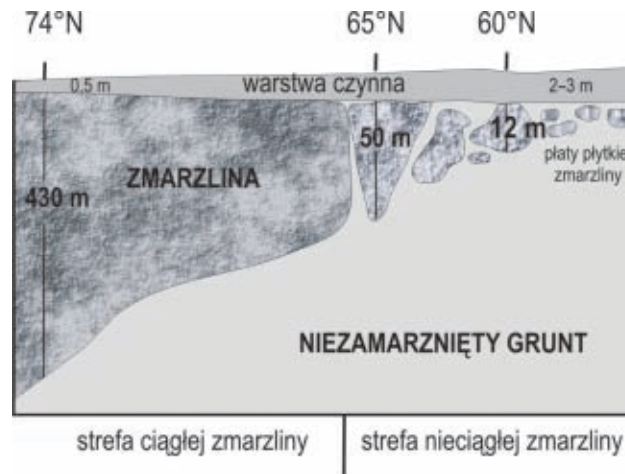 74°N 65°N 60°N
0,5 m warstwa czynna 2–3 m
50 m 12 m
płaty płytkie
zmarzliny
ZMARZLINA
430 m
NIEZAMARZNIĘTY GRUNT
strefa ciągłej zmarzliny strefa nieciągłej zmarzliny